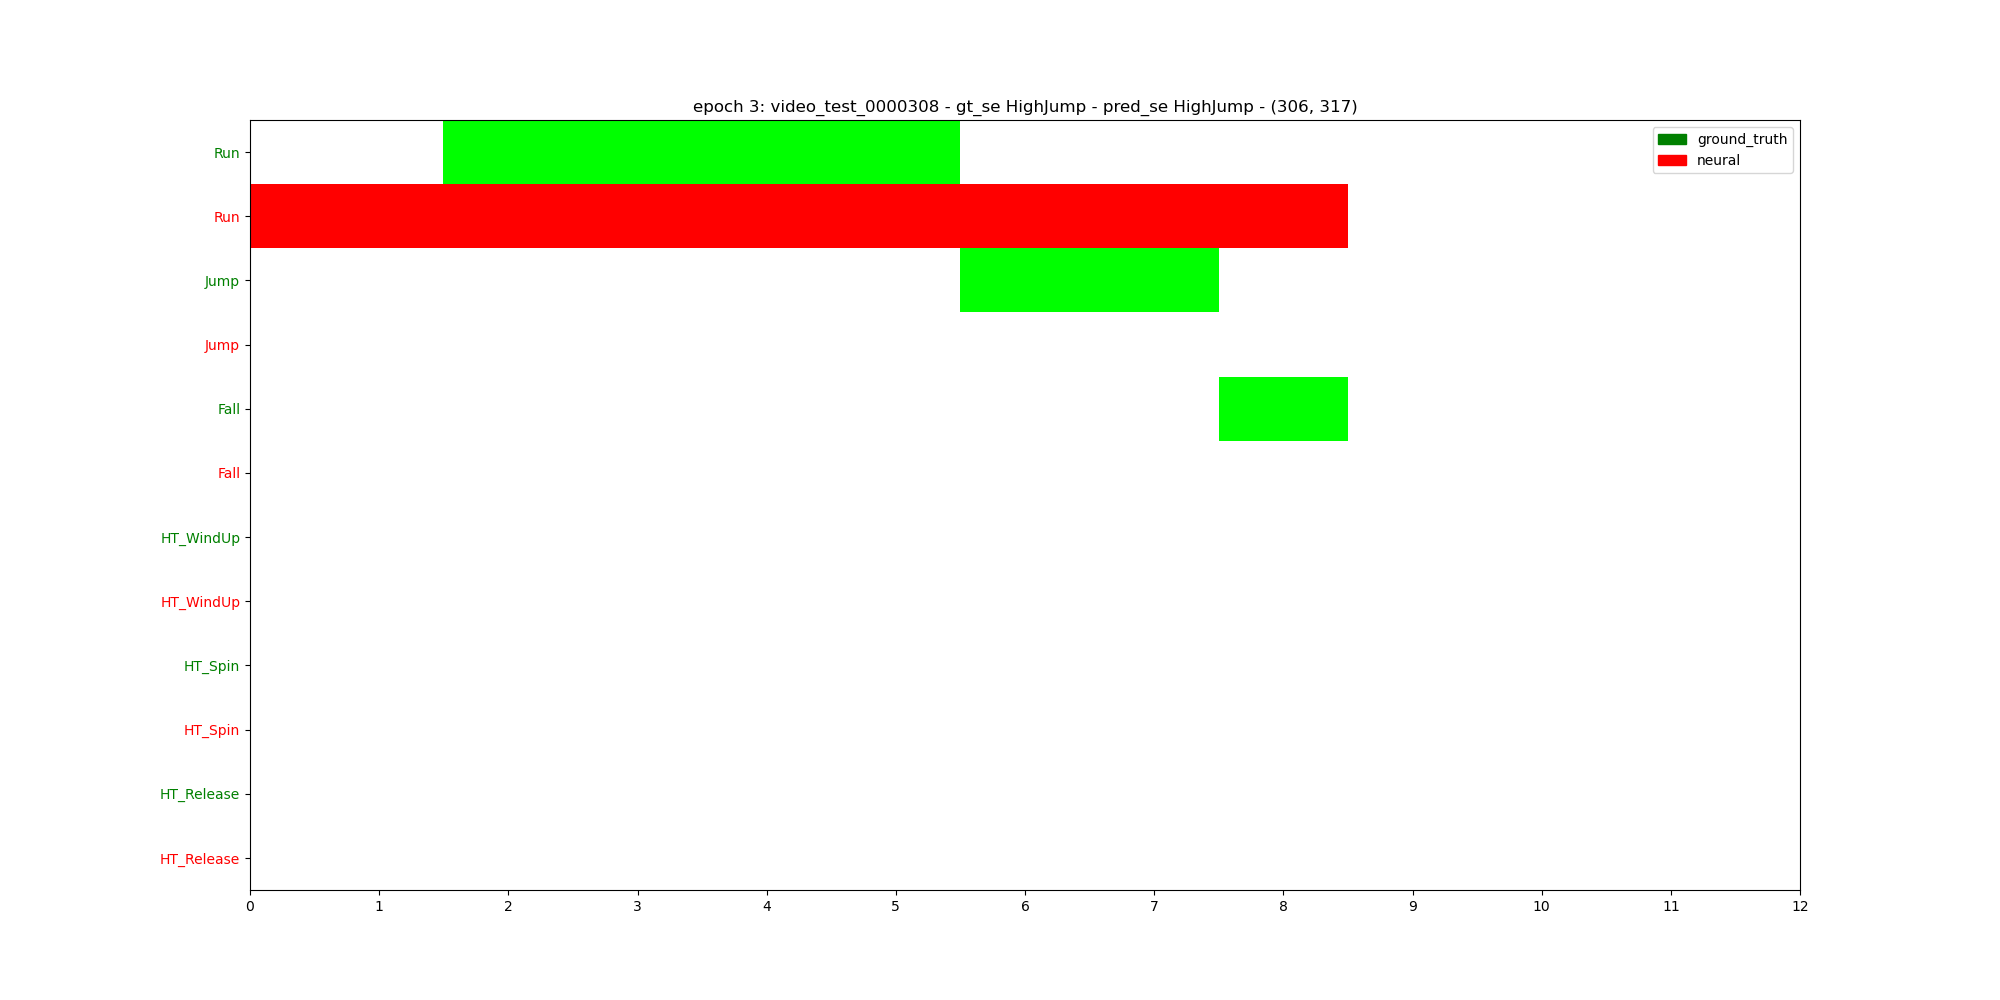 epoch 3: video_test_0000308 - gt_se HighJump - pred_se HighJump - (306, 317)
ground_truth
neural
Run
Run
Jump
Jump
Fall
Fall
HT_WindUp
HT_WindUp
HT_Spin
HT_Spin
HT_Release
HT_Release
0 1 2 3 4 5 6 7 8 9 10 11 12